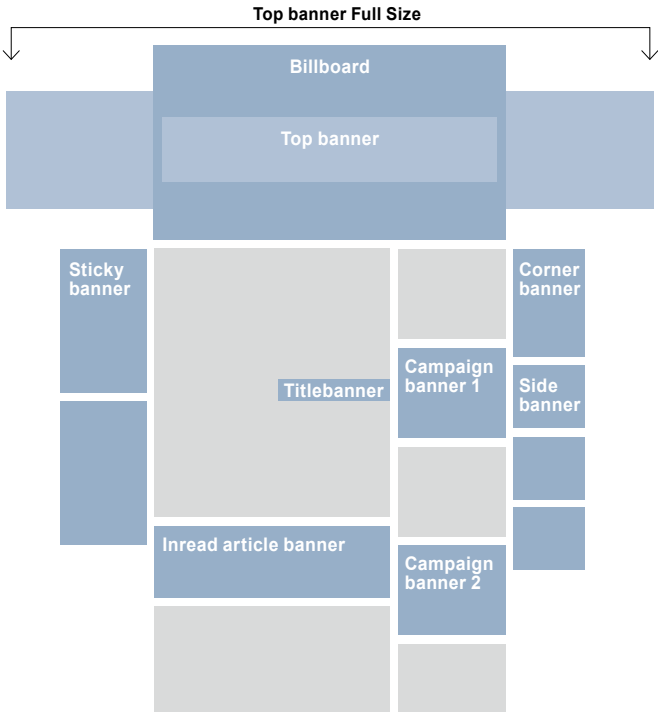 Top banner Full Size
Billboard
Top banner
Sticky
banner
Corner
banner
Titlebanner
Campaign
banner 1
Side
banner
Inread article banner
Campaign
banner 2